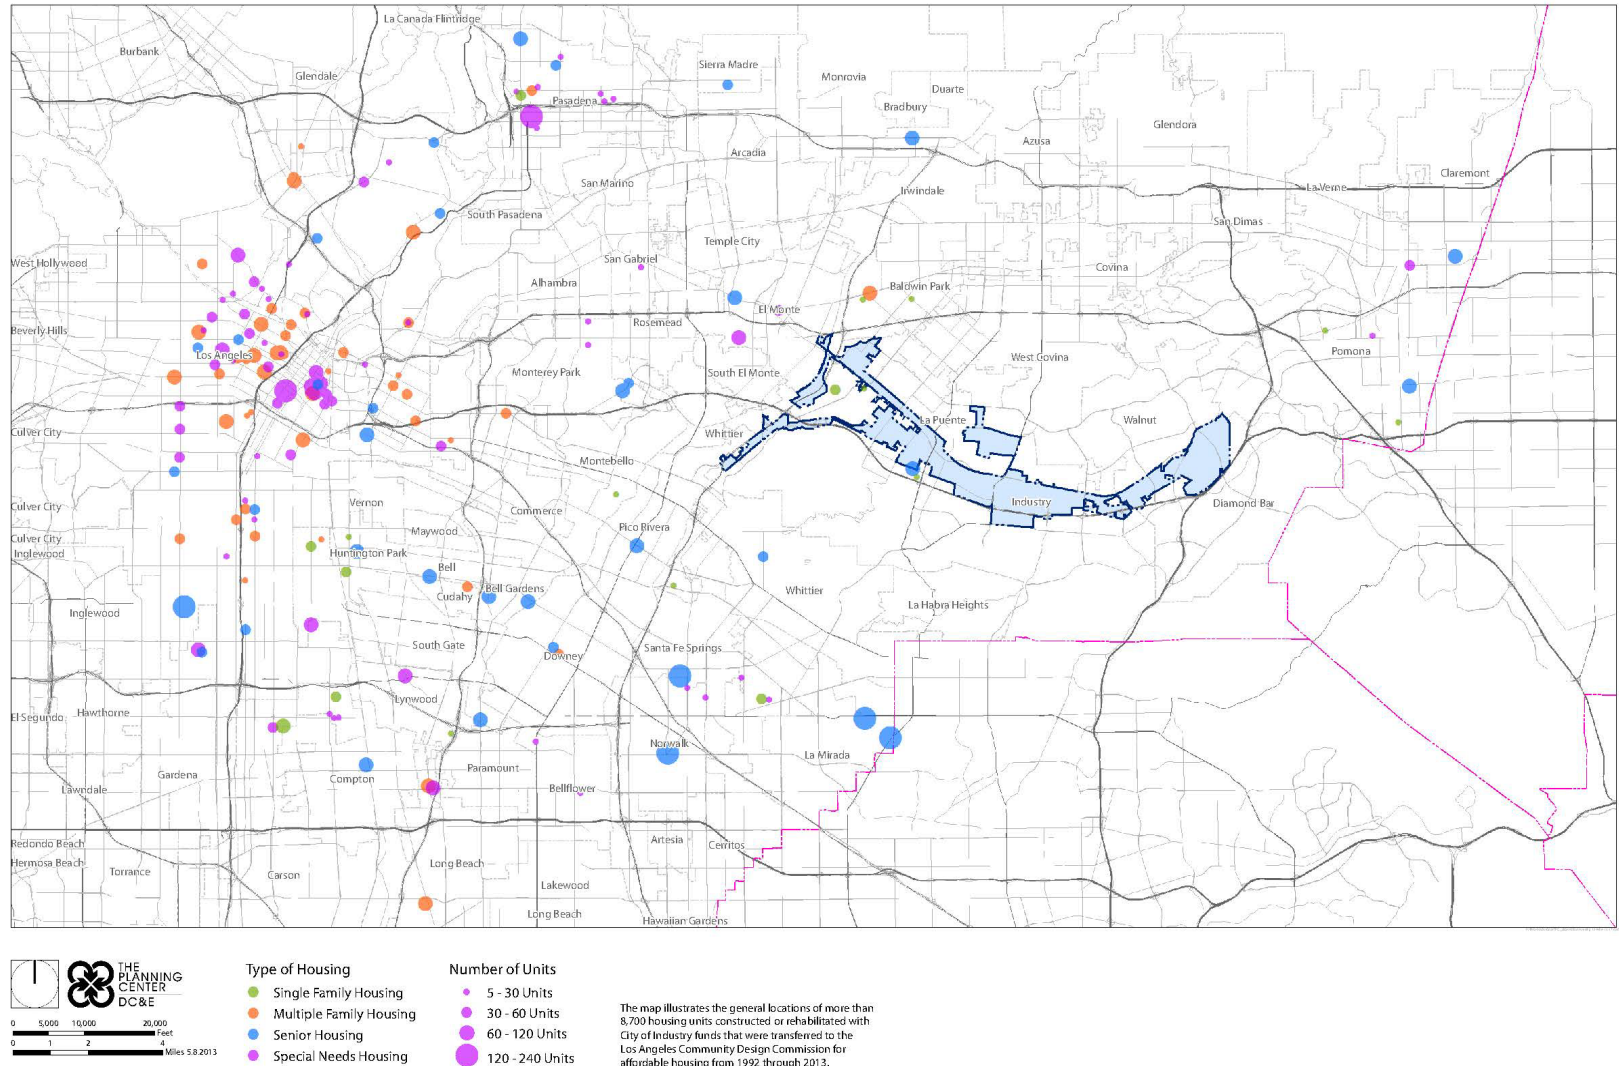 La Canada Flintridge
Burbank
Sierra Madre
Glendale
Monrovia
Duarte
Pasadena
Bradbury
Glendora
Azusa
Arcadia
Claremont
San Marino
La Verne
Irwindale
South Pasadena
San Dimas
Temple City
San Gabriel
West Hollywood
Covina
Alhambra
Baldwin Park
El Monte
Rosemead
Beverly Hills
Los Angeles
West Covina
Pomona
Monterey Park
South El Monte
La Puente
Walnut
Culver City
Whittier
Montebello
Industry
Diamond Bar
Vernon
Culver City
Commerce
Pico Rivera
Maywood
Culver City
Inglewood
Huntington Park
Bell
Bell Gardens
Whittier
Cudahy
La Habra Heights
Inglewood
South Gate
Santa Fe Springs
Downey
Lynwood
Hawthorne
El Segundo
Norwalk
La Mirada
Paramount
Gardena
Compton
Lawndale
Bellflower
Artesia
Redondo Beach
Cerritos
Hermosa Beach
Long Beach
Torrance
Carson
Lakewood
Long Beach
Hawaiian Gardens
THE
PLANNING
CENTER
DC&E
0 5,000 10,000 20,000
Feet
0 1 2 4
Miles 5.8.2013
Type of Housing
Single Family Housing
Multiple Family Housing
Senior Housing
Special Needs Housing
Number of Units
5 - 30 Units
30 - 60 Units
60 - 120 Units
120 - 240 Units
The map illustrates the general locations of more than
8,700 housing units constructed or rehabilitated with
City of Industry funds that were transferred to the
Los Angeles Community Design Commission for
affordable housing from 1992 through 2013.